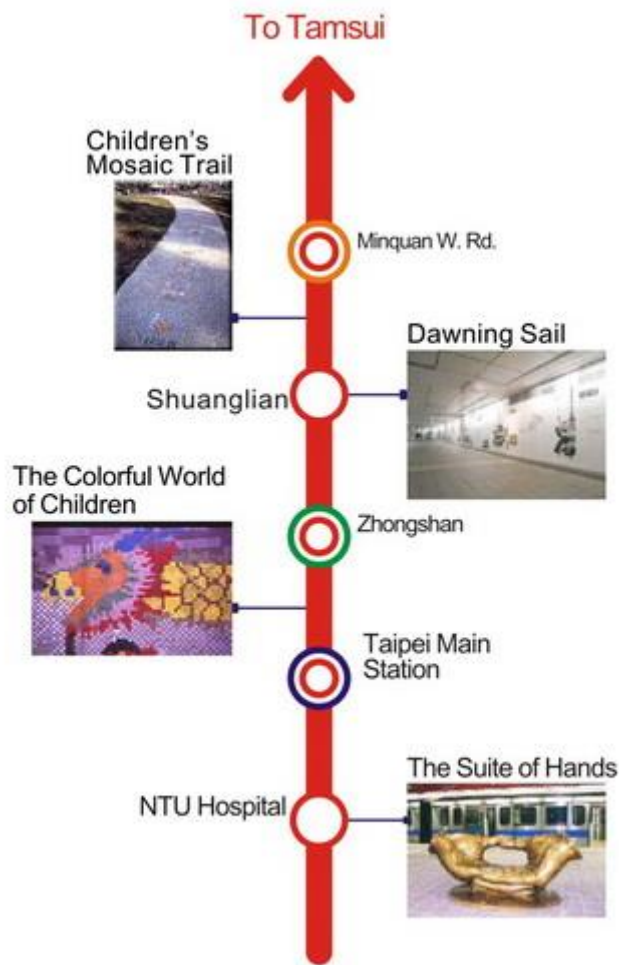 To Tamsui
Children's
Mosaic Trail
Minquan W. Rd.
Dawning Sail
Shuanglian
The Colorful World
of Children
Zhongshan
Taipei Main
Station
The Suite of Hands
NTU Hospital